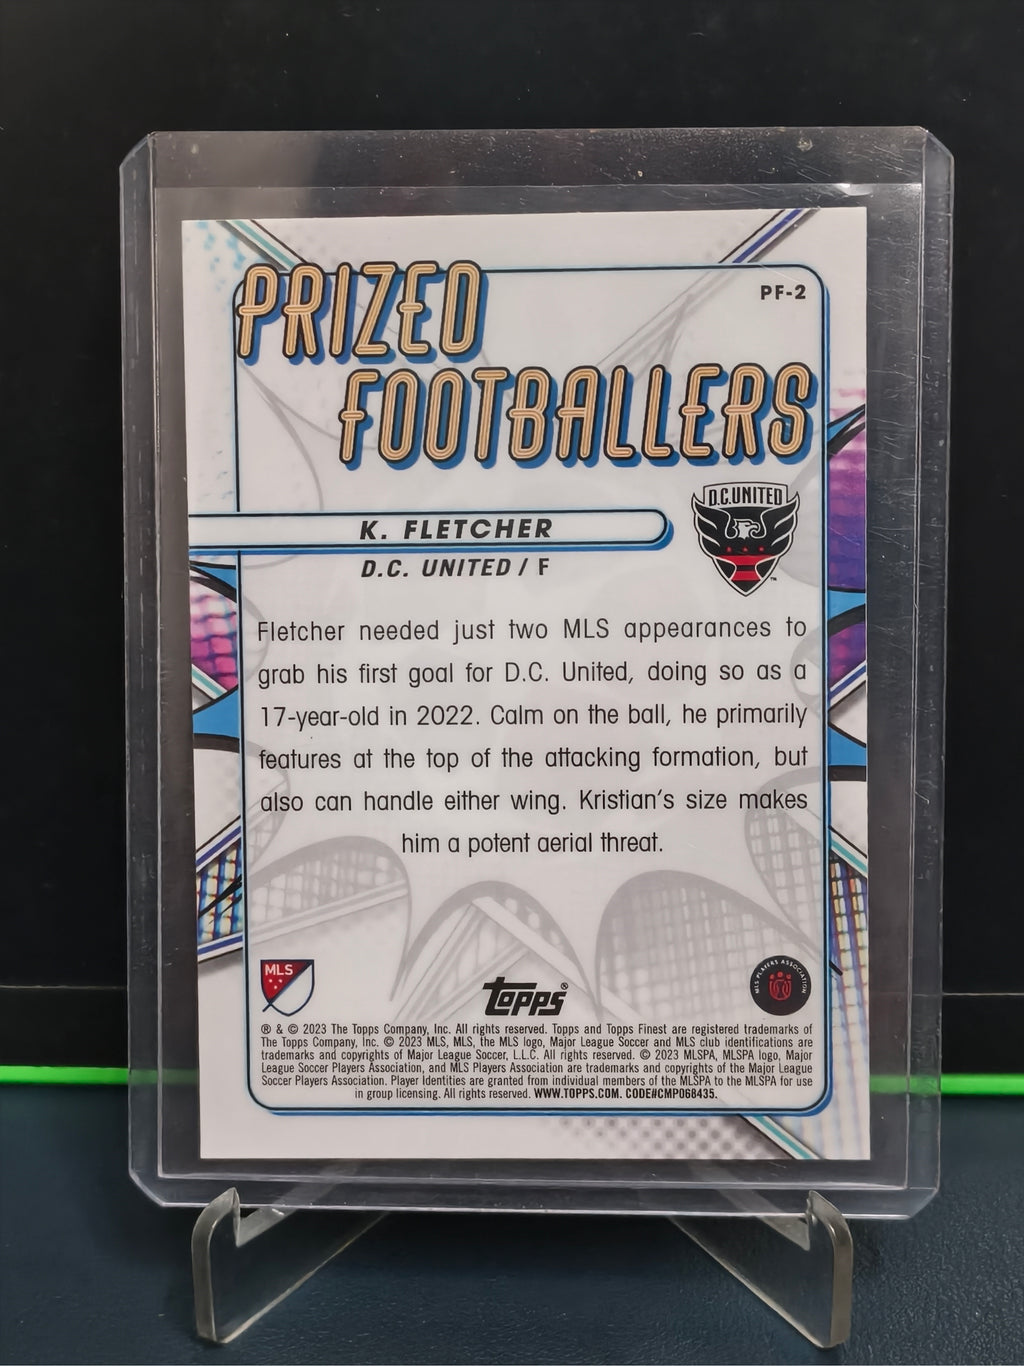 PRIZED
PF-2
FOOTBALLERS
D.C.UNITED
K. FLETCHER
D.C. UNITED / F
Fletcher needed just two MLS appearances to
grab his first goal for D.C. United, doing so as a
17-year-old in 2022. Calm on the ball, he primarily
features at the top of the attacking formation, but
also can handle either wing. Kristian's size makes
him a potent aerial threat.
MLS
Topps®
MLS PLAYERS ASSOCIATION
® & © 2023 The Topps Company, Inc. All rights reserved. Topps and Topps Finest are registered trademarks of
The Topps Company, Inc. © 2023 MLS, MLS, the MLS logo, Major League Soccer and MLS club identifications are
trademarks and copyrights of Major League Soccer, L.L.C. All rights reserved. © 2023 MLSPA, MLSPA logo, Major
League Soccer Players Association, and MLS Players Association are trademarks and copyrights of the Major League
Soccer Players Association. Player Identities are granted from individual members of the MLSPA to the MLSPA for use
in group licensing. All rights reserved. WWW.TOPPS.COM. CODE#CMP068435.